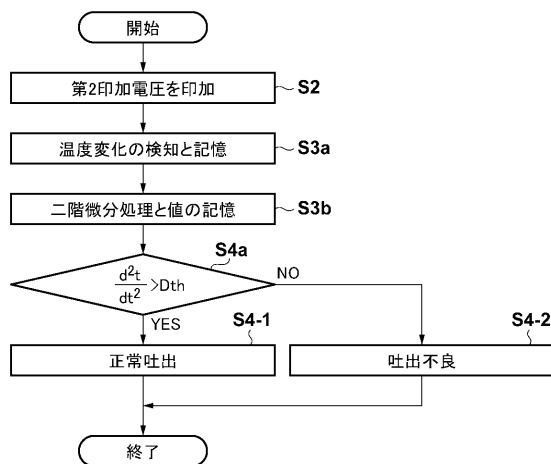 開始
第2印加電圧を印加
S2
温度変化の検知と記憶
S3a
二階微分処理と値の記憶
S3b
S4a
d²t/dt² >Dth
NO
YES
S4-1
S4-2
正常吐出
吐出不良
終了